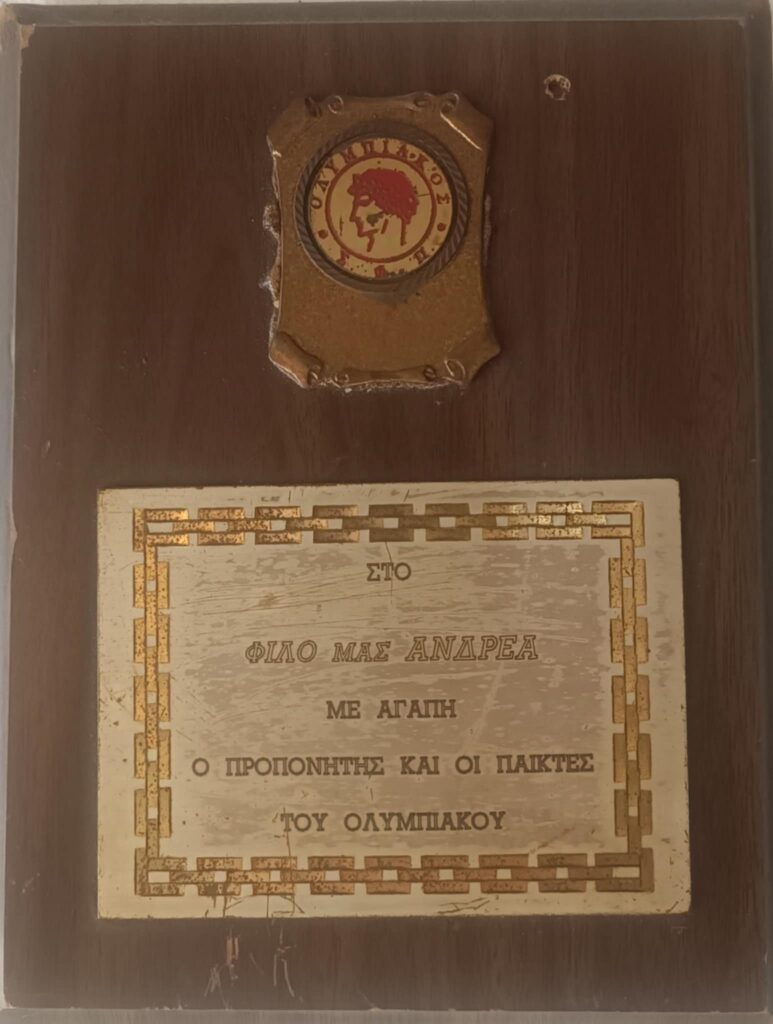 ΟΛΥΜΠΙΑΚΟΣ
Σ.Φ.Π.
ΣΤΟ
ΦΙΛΟ ΜΑΣ ΑΝΔΡΕΑ
ΜΕ ΑΓΑΠΗ
Ο ΠΡΟΠΟΝΗΤΗΣ ΚΑΙ ΟΙ ΠΑΙΚΤΕΣ
ΤΟΥ ΟΛΥΜΠΙΑΚΟΥ